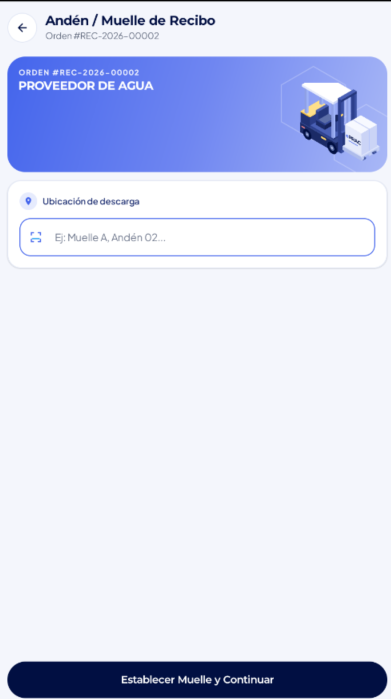 Andén / Muelle de Recibo
Orden #REC-2026-00002
ORDEN #REC-2026-00002
PROVEEDOR DE AGUA
Ubicación de descarga
Ej: Muelle A, Andén 02...
Establecer Muelle y Continuar